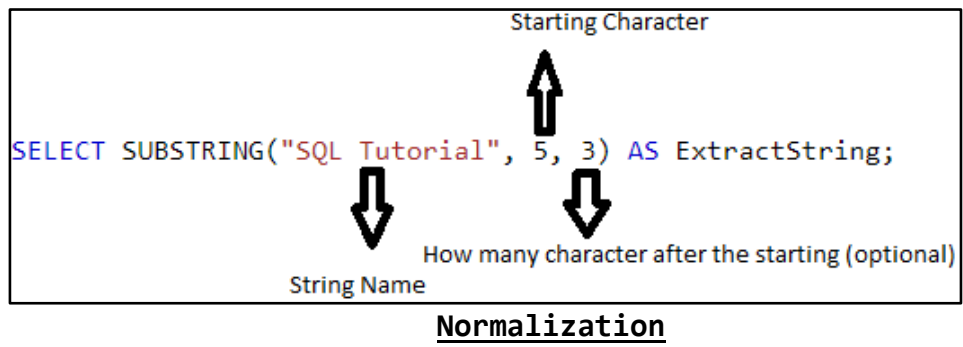 Starting Character
SELECT SUBSTRING("SQL Tutorial", 5, 3) AS ExtractString;
How many character after the starting (optional)
String Name
Normalization